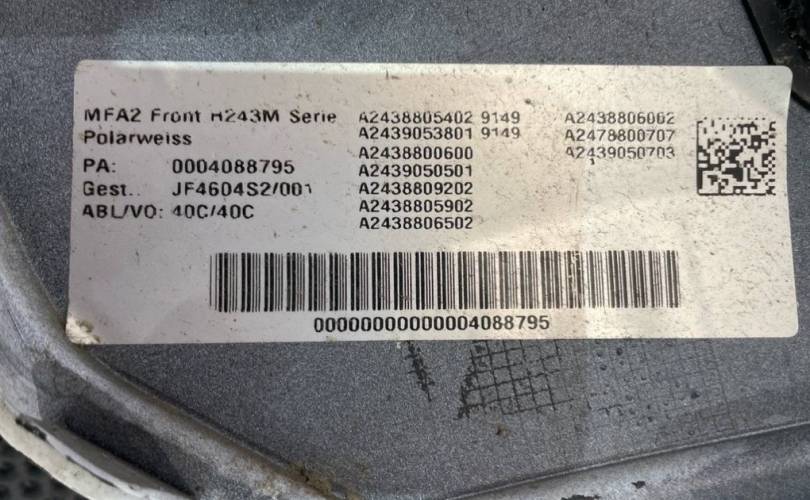 MFA2 Front H243M Serie
Polarweiss
PA: 0004088795
Gest.. JF4604S2/001
ABL/VO: 40C/40C
A2438805402 9149
A2439053801 9149
A2438800600
A2439050501
A2438809202
A2438805902
A2438806502
A2438806002
A2478800707
A2439050703
00000000000004088795